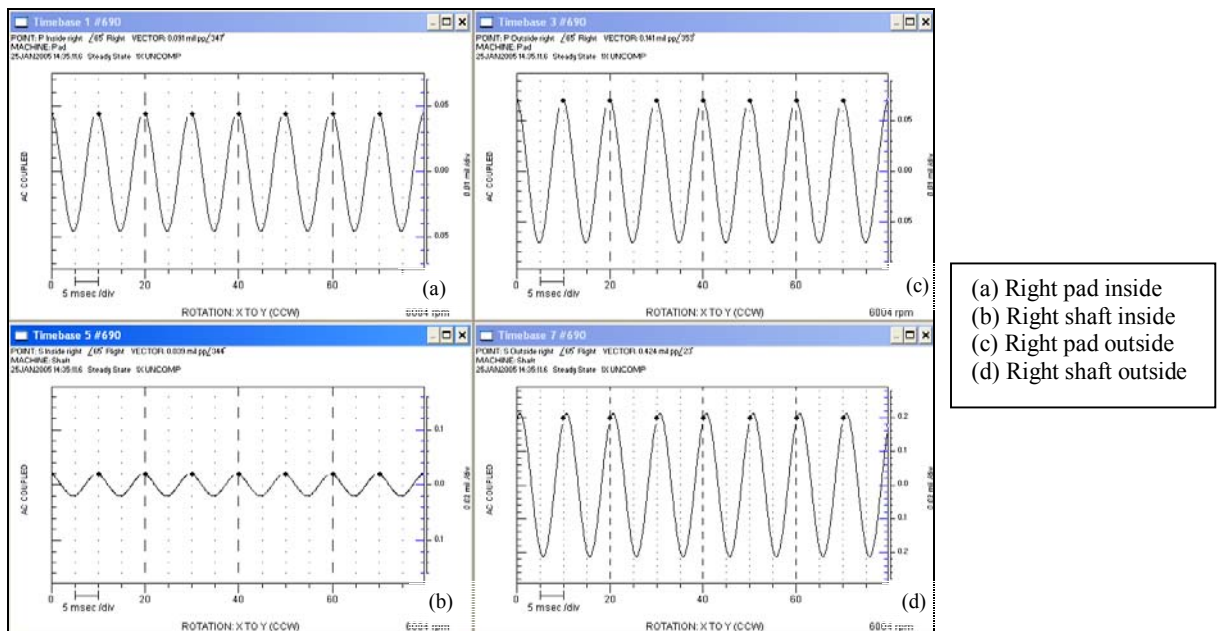 Timebase 1 #690
POINT: P Inside right ∠65° Right VECTOR: 0.091 mil pp∠347°
MACHINE: Pad
25JAN2005 14:35:11.6 Steady State 1X UNCOMP
AC COUPLED
0.05
0.00
0.05
0.01 mil/div
0
20
40
60
5 msec /div
(a)
ROTATION: X TO Y (CCW)
6004 rpm
Timebase 3 #690
POINT: P Outside right ∠65° Right VECTOR: 0.141 mil pp∠353°
MACHINE: Pad
25JAN2005 14:35:11.6 Steady State 1X UNCOMP
AC COUPLED
0.05
0.00
0.05
0.01 mil/div
0
20
40
60
5 msec /div
(c)
ROTATION: X TO Y (CCW)
6004 rpm
Timebase 5 #690
POINT: S Inside right ∠65° Right VECTOR: 0.039 mil pp∠344°
MACHINE: Shaft
25JAN2005 14:35:11.6 Steady State 1X UNCOMP
AC COUPLED
0.1
0.0
0.1
0.02 mil/div
0
20
40
60
5 msec /div
(b)
ROTATION: X TO Y (CCW)
6004 rpm
Timebase 7 #690
POINT: S Outside right ∠65° Right VECTOR: 0.424 mil pp∠23°
MACHINE: Shaft
25JAN2005 14:35:11.6 Steady State 1X UNCOMP
AC COUPLED
0.2
0.1
0.0
0.1
0.2
0.02 mil/div
0
20
40
60
5 msec /div
(d)
ROTATION: X TO Y (CCW)
6004 rpm
(a) Right pad inside
(b) Right shaft inside
(c) Right pad outside
(d) Right shaft outside